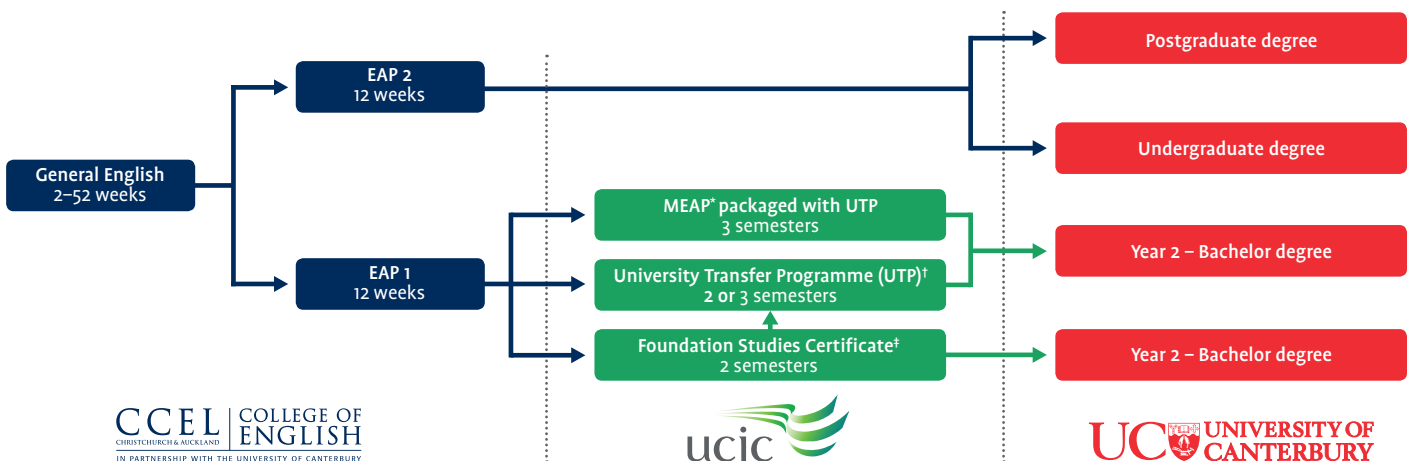 Postgraduate degree
EAP 2
12 weeks
Undergraduate degree
General English
2–52 weeks
MEAP* packaged with UTP
3 semesters
Year 2 – Bachelor degree
EAP 1
12 weeks
University Transfer Programme (UTP)†
2 or 3 semesters
Foundation Studies Certificate‡
2 semesters
Year 2 – Bachelor degree
CCEL
CHRISTCHURCH & AUCKLAND
COLLEGE OF
ENGLISH
IN PARTNERSHIP WITH THE UNIVERSITY OF CANTERBURY
ucic
UC
UNIVERSITY OF
CANTERBURY